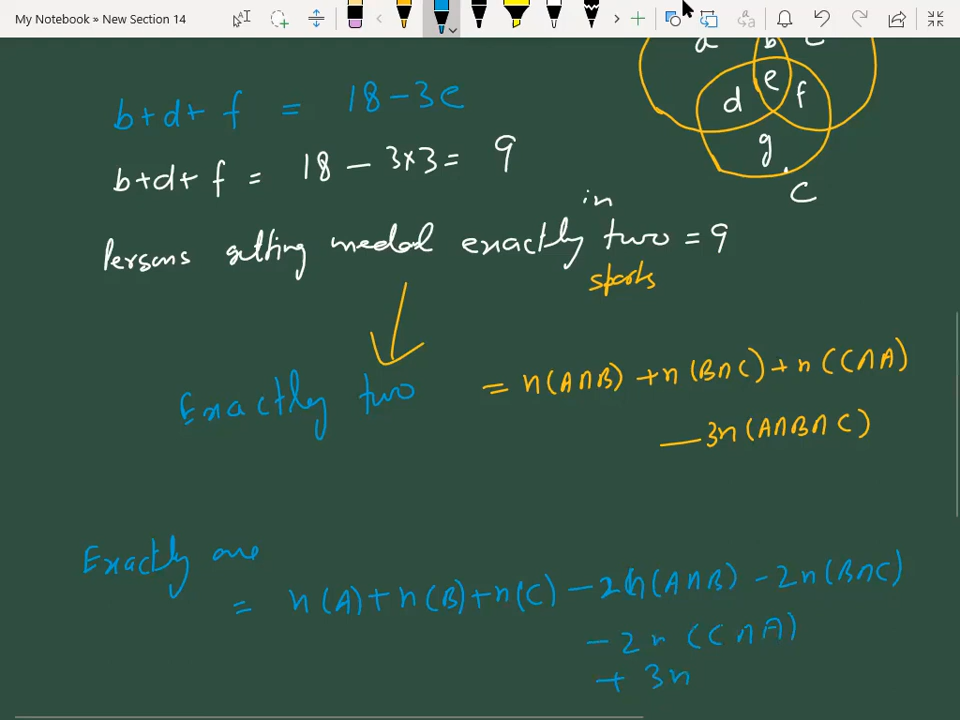 My Notebook » New Section 14
a b c
b+d+f = 18-3e
e
d f
b+d+f = 18 - 3×3 = 9
g
C
in
Persons getting medal exactly two = 9
sports
Exactly two = n(A∩B) + n(B∩C) + n(C∩A)
- 3n(A∩B∩C)
Exactly one
= n(A) + n(B) + n(C) - 2n(A∩B) - 2n(B∩C)
- 2n(C∩A)
+ 3n